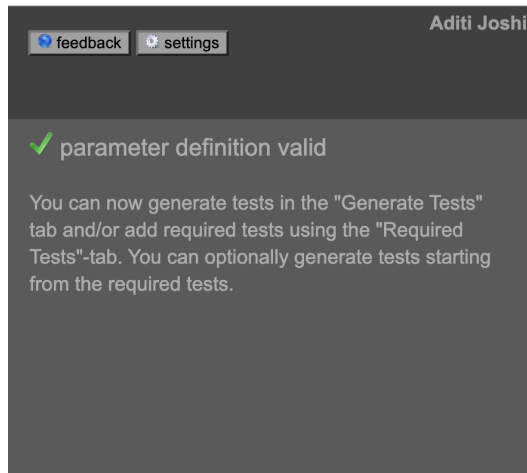 Aditi Joshi
feedback settings
parameter definition valid
You can now generate tests in the "Generate Tests"
tab and/or add required tests using the "Required
Tests"-tab. You can optionally generate tests starting
from the required tests.